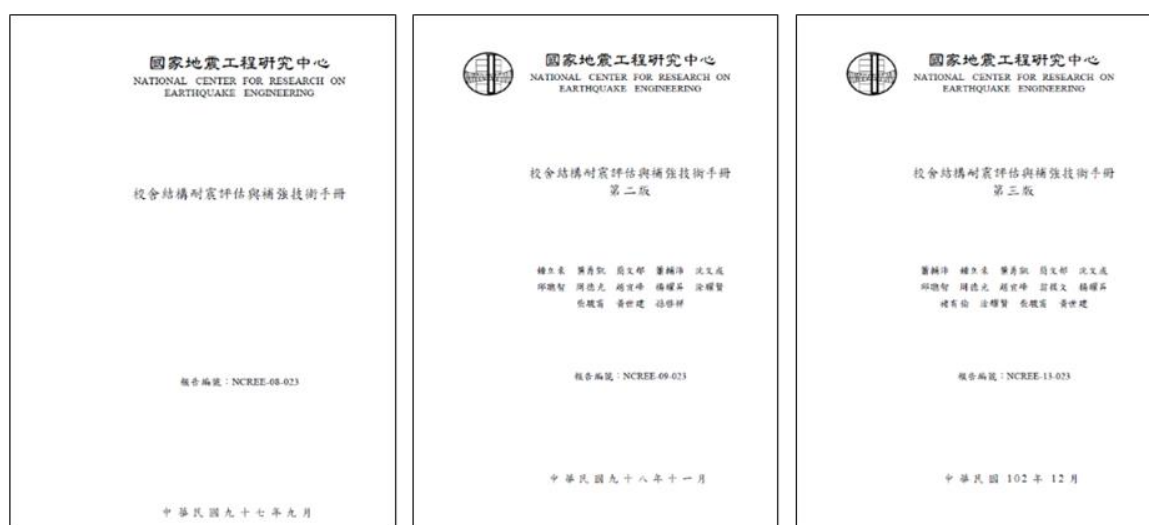 國家地震工程研究中心
NATIONAL CENTER FOR RESEARCH ON
EARTHQUAKE ENGINEERING
校舍結構耐震評估與補強技術手冊
報告編號：NCREE-08-023
中華民國九十七年九月
國家地震工程研究中心
NATIONAL CENTER FOR RESEARCH ON
EARTHQUAKE ENGINEERING
校舍結構耐震評估與補強技術手冊
第二版
鍾立來 葉勇凱 簡文郁 蕭輔沛 沈文成
邱聰智 周德光 趙宜峰 楊耀昇 涂耀賢
柴駿甫 黃世建 孫啓祥
報告編號：NCREE-09-023
中華民國九十八年十一月
國家地震工程研究中心
NATIONAL CENTER FOR RESEARCH ON
EARTHQUAKE ENGINEERING
校舍結構耐震評估與補強技術手冊
第三版
蕭輔沛 鍾立來 葉勇凱 簡文郁 沈文成
邱聰智 周德光 趙宜峰 翁樸文 楊耀昇
褚有倫 涂耀賢 柴駿甫 黃世建
報告編號：NCREE-13-023
中華民國 102 年 12 月